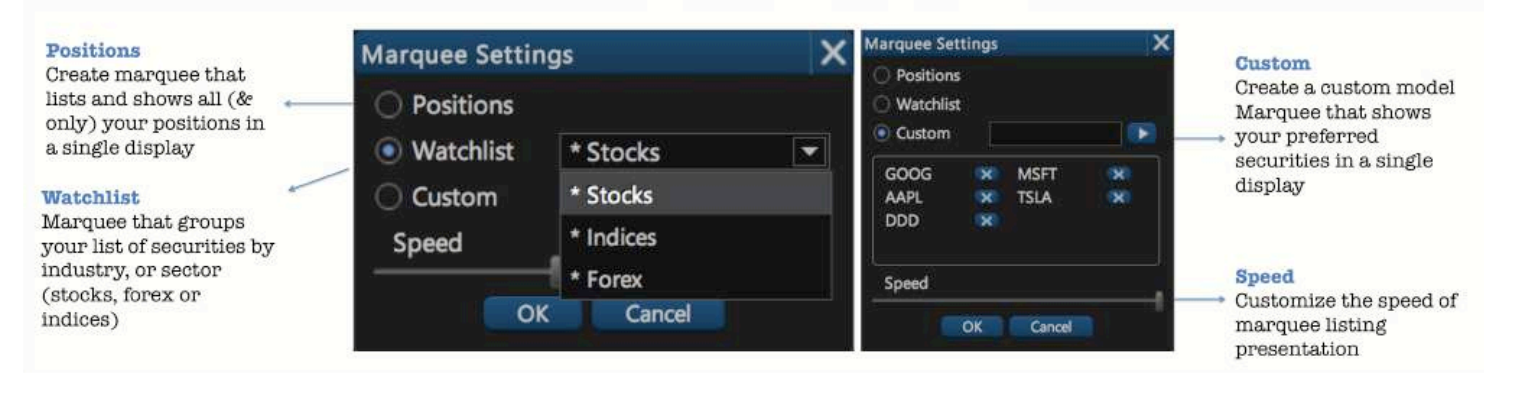 Positions
Create marquee that
lists and shows all (&
only) your positions in
a single display
Watchlist
Marquee that groups
your list of securities by
industry, or sector
(stocks, forex or
indices)
Marquee Settings
Positions
Watchlist
* Stocks
Custom
* Stocks
* Indices
* Forex
Speed
OK
Cancel
Marquee Settings
Positions
Watchlist
Custom
GOOG
MSFT
AAPL
TSLA
DDD
Speed
OK
Cancel
Custom
Create a custom model
Marquee that shows
your preferred
securities in a single
display
Speed
Customize the speed of
marquee listing
presentation